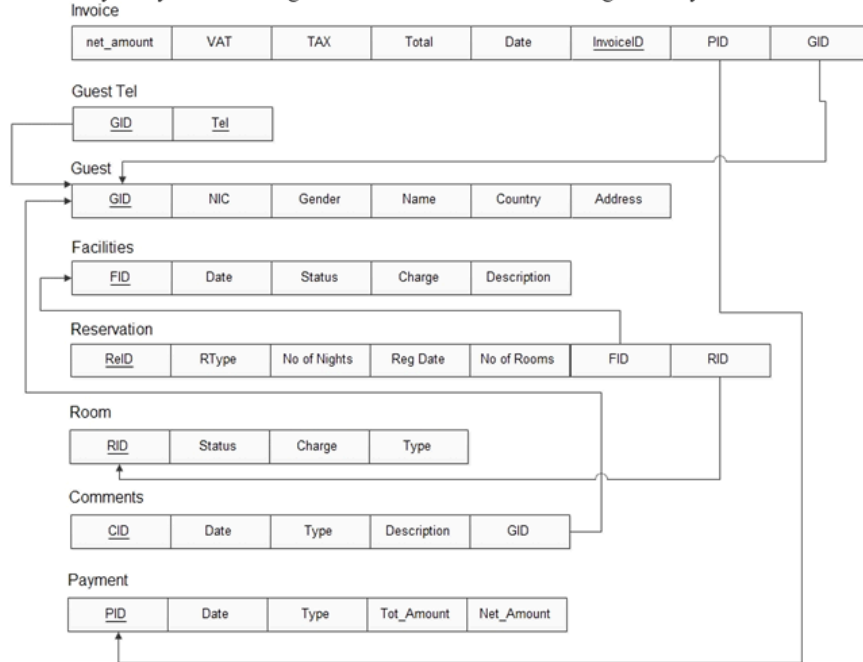 Invoice
net_amount VAT TAX Total Date InvoiceID PID GID
Guest Tel
GID Tel
Guest
GID NIC Gender Name Country Address
Facilities
FID Date Status Charge Description
Reservation
ReID RType No of Nights Reg Date No of Rooms FID RID
Room
RID Status Charge Type
Comments
CID Date Type Description GID
Payment
PID Date Type Tot_Amount Net_Amount